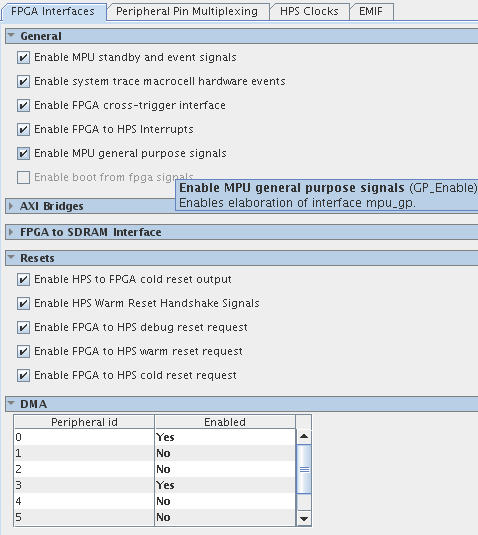 FPGA Interfaces Peripheral Pin Multiplexing HPS Clocks EMIF
General
Enable MPU standby and event signals
Enable system trace macrocell hardware events
Enable FPGA cross-trigger interface
Enable FPGA to HPS Interrupts
Enable MPU general purpose signals
Enable boot from fpga signals
Enable MPU general purpose signals (GP_Enable)
Enables elaboration of interface mpu_gp.
AXI Bridges
FPGA to SDRAM Interface
Resets
Enable HPS to FPGA cold reset output
Enable HPS Warm Reset Handshake Signals
Enable FPGA to HPS debug reset request
Enable FPGA to HPS warm reset request
Enable FPGA to HPS cold reset request
DMA
Peripheral id Enabled
0 Yes
1 No
2 No
3 Yes
4 No
5 No